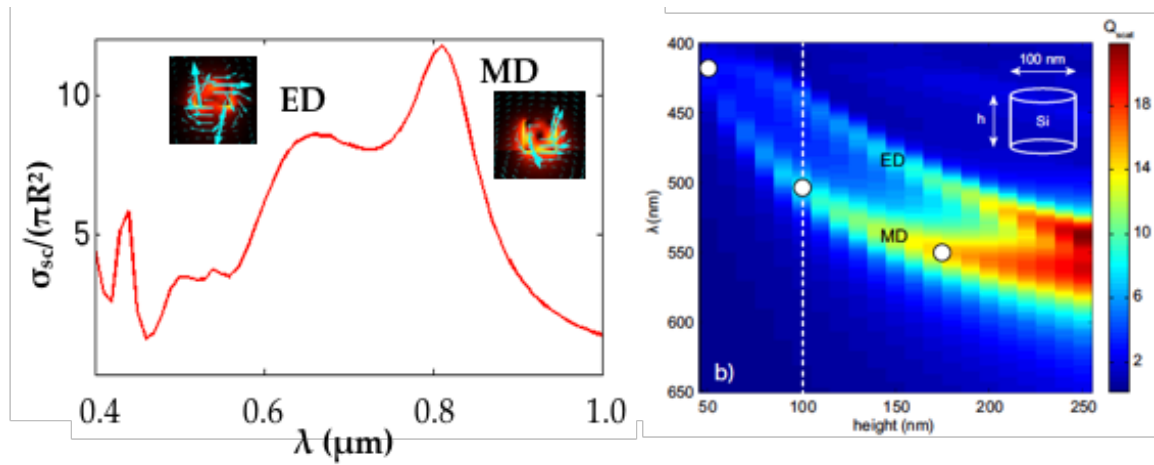 σsc/(πR²)
10
5
ED
MD
0.4
0.6
0.8
1.0
λ (μm)
400
450
500
550
600
650
λ(nm)
50
100
150
200
250
height (nm)
ED
MD
b)
100 nm
h
Si
Qscat
18
14
10
6
2